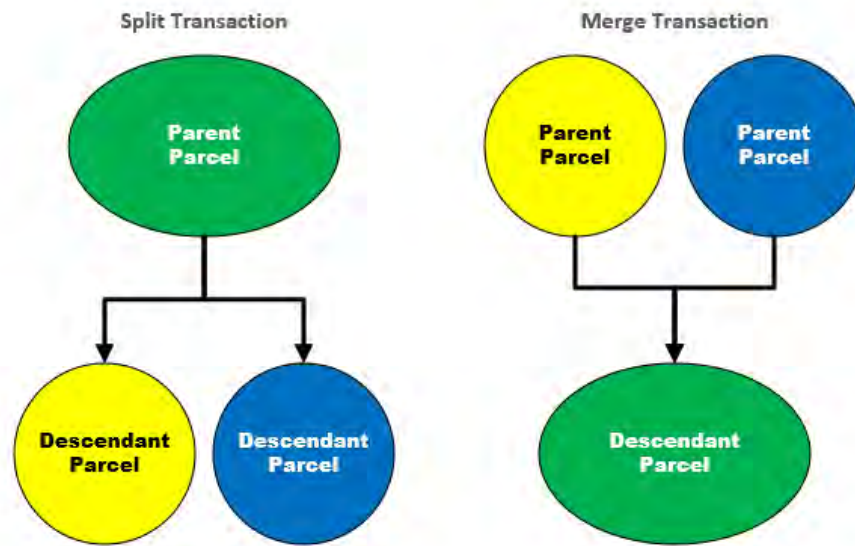 Split Transaction
Merge Transaction
Parent
Parcel
Parent
Parcel
Parent
Parcel
Descendant
Parcel
Descendant
Parcel
Descendant
Parcel